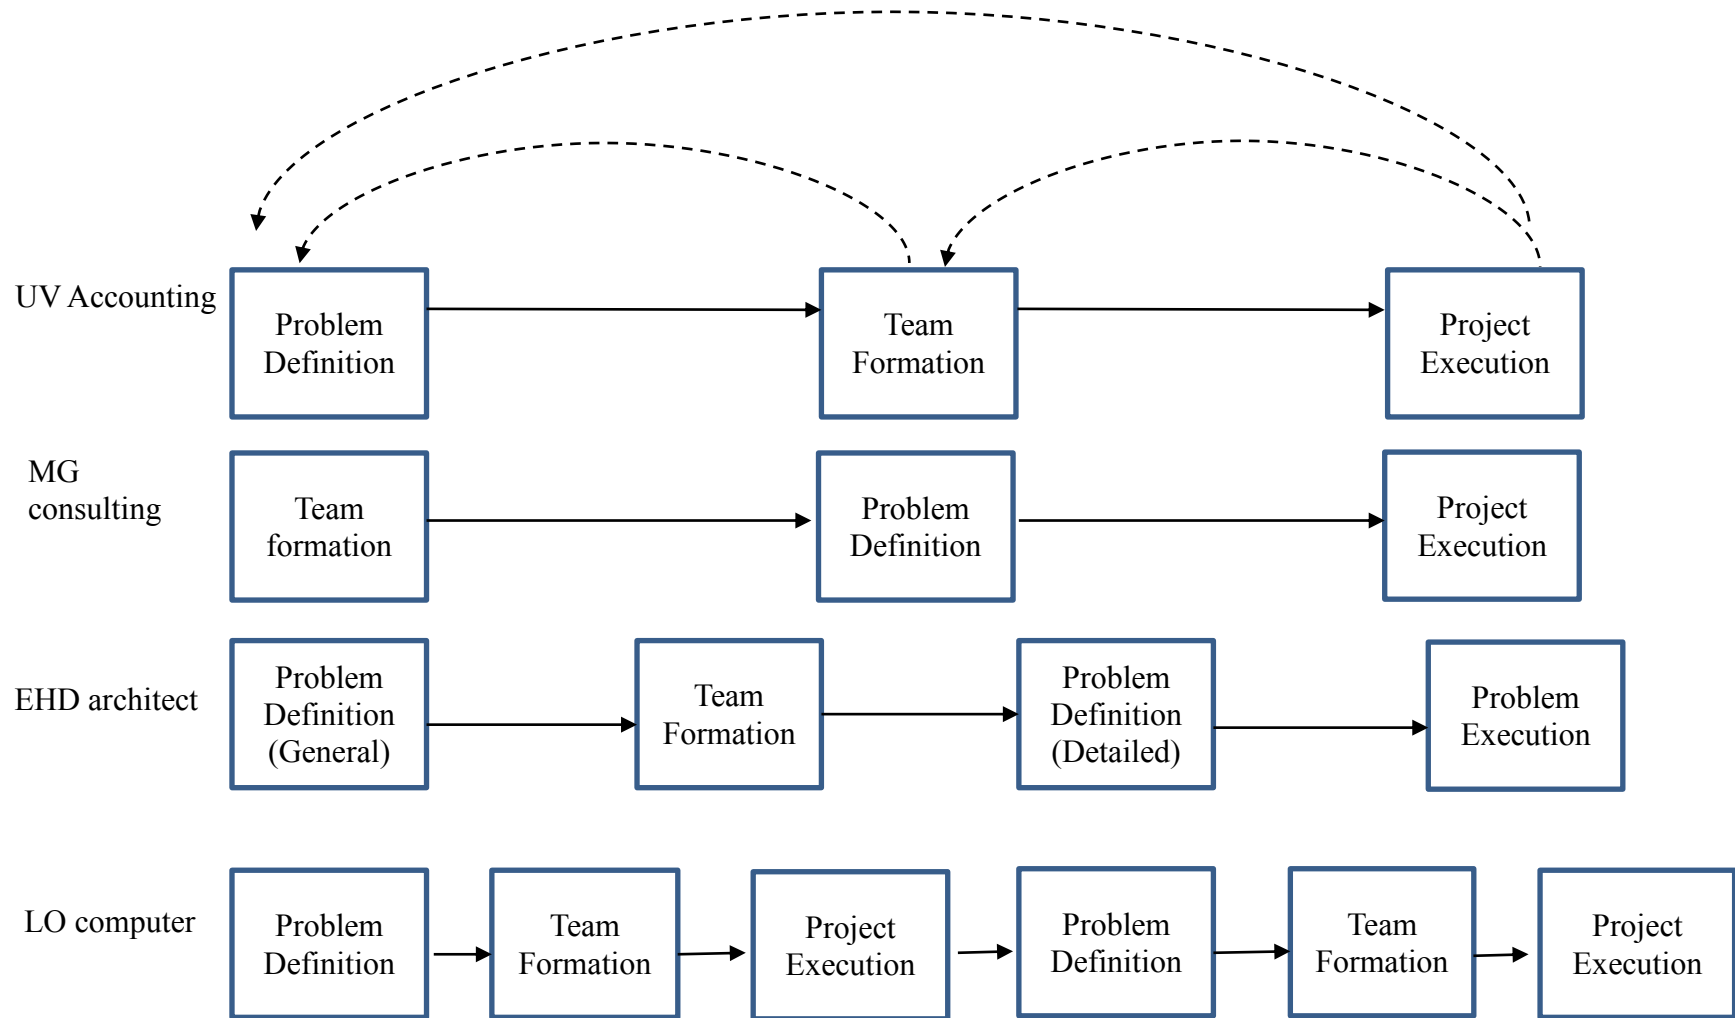 UV Accounting
Problem
Definition
Team
Formation
Project
Execution
MG
consulting
Team
formation
Problem
Definition
Project
Execution
EHD architect
Problem
Definition
(General)
Team
Formation
Problem
Definition
(Detailed)
Problem
Execution
LO computer
Problem
Definition
Team
Formation
Project
Execution
Problem
Definition
Team
Formation
Project
Execution